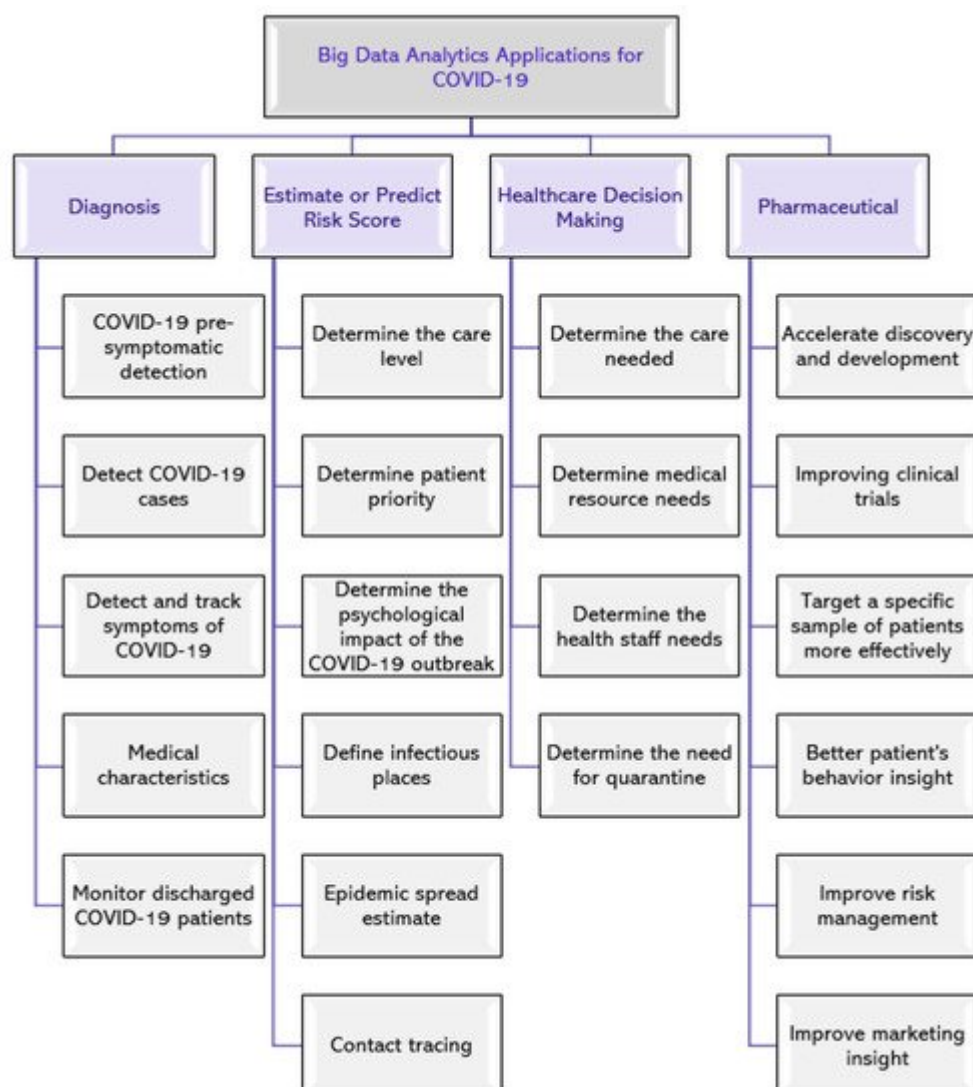 Big Data Analytics Applications for
COVID-19
Diagnosis
Estimate or Predict
Risk Score
Healthcare Decision
Making
Pharmaceutical
COVID-19 pre-
symptomatic
detection
Detect COVID-19
cases
Detect and track
symptoms of
COVID-19
Medical
characteristics
Monitor discharged
COVID-19 patients
Determine the care
level
Determine patient
priority
Determine the
psychological
impact of the
COVID-19 outbreak
Define infectious
places
Epidemic spread
estimate
Contact tracing
Determine the care
needed
Determine medical
resource needs
Determine the
health staff needs
Determine the need
for quarantine
Accelerate discovery
and development
Improving clinical
trials
Target a specific
sample of patients
more effectively
Better patient's
behavior insight
Improve risk
management
Improve marketing
insight